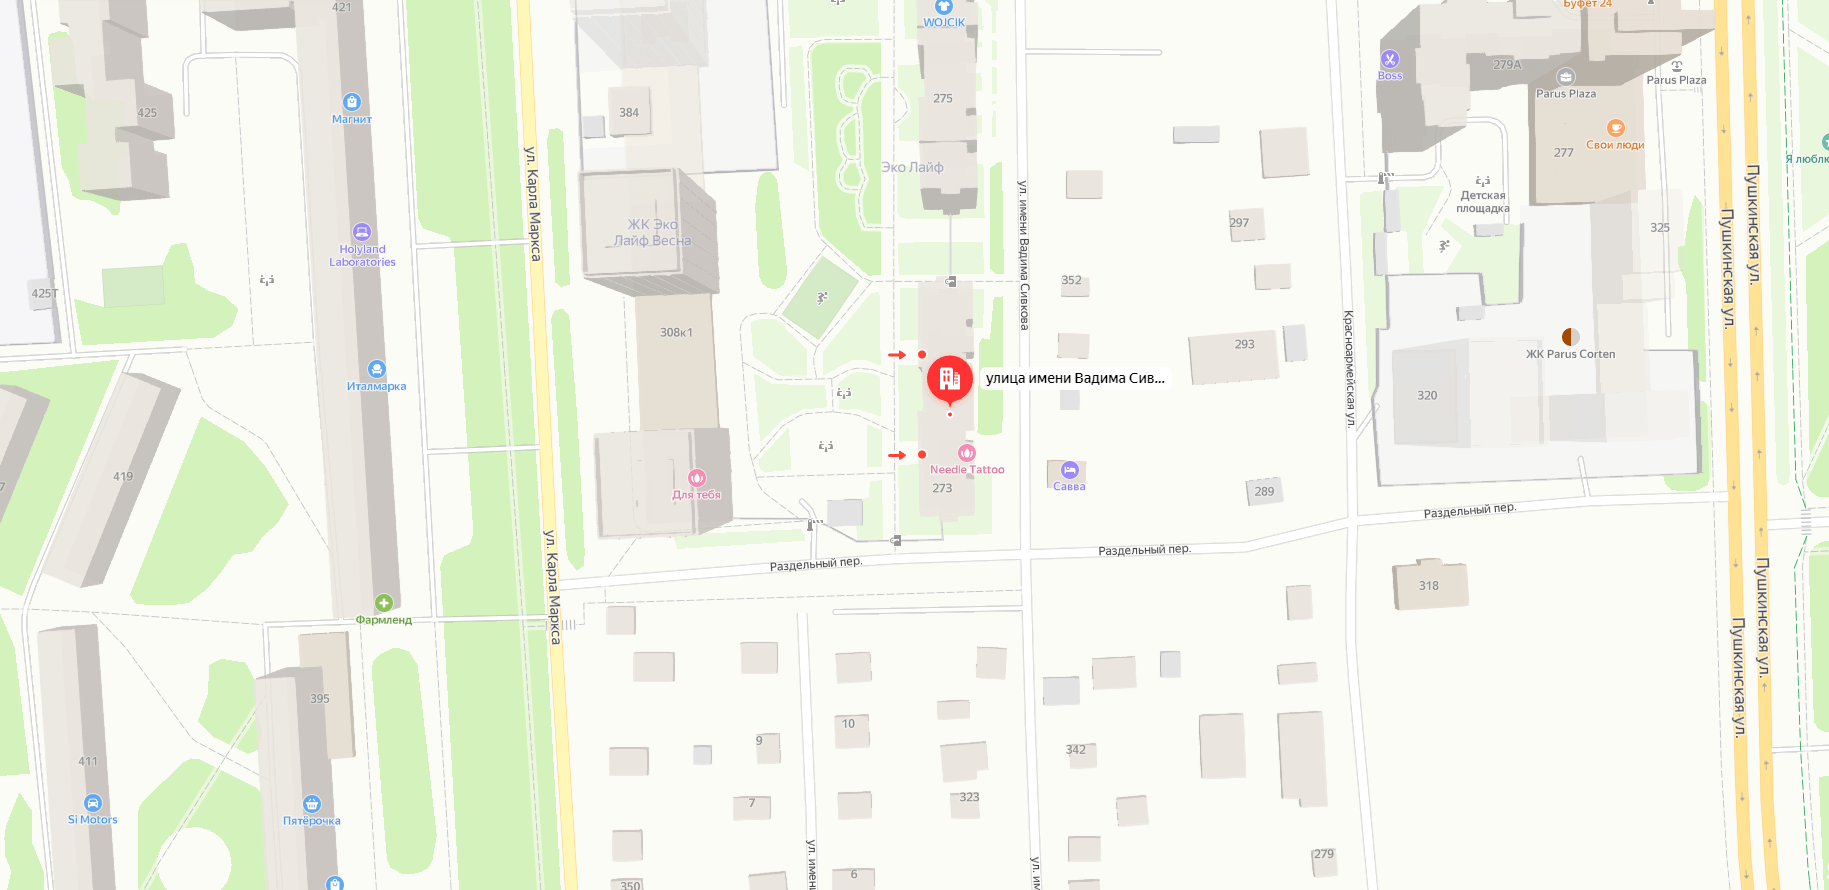 421
WOJCIK
Буфет 24
279А
Boss
Parus Plaza
Parus Plaza
425
Магнит
384
275
Свои люди
277
Я люблю
ул. Карла Маркса
Эко Лайф
ул. имени Вадима Сивкова
Пушкинская ул.
Пушкинская ул.
Детская
площадка
ЖК Эко
Лайф Весна
297
325
Holyland
Laboratories
425Т
352
308к1
293
Красноармейская ул.
ЖК Parus Corten
Италмарка
улица имени Вадима Сив...
320
419
7
Needle Tattoo
273
Савва
289
Для тебя
Раздельный пер.
Раздельный пер.
Раздельный пер.
ул. Карла Маркса
318
Фармленд
Пушкинская ул.
Пушкинская ул.
395
10
9
342
411
7
323
Si Motors
Пятёрочка
279
6
350